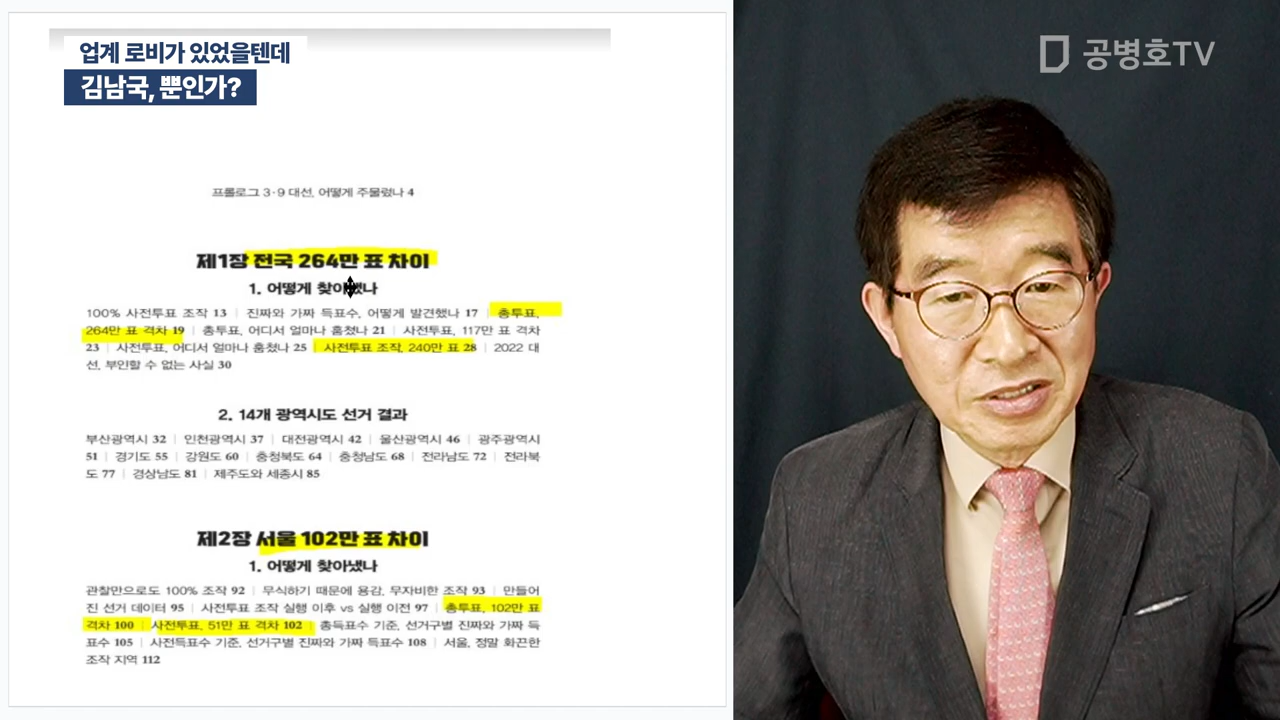 업계 로비가 있었을텐데
김남국, 뿐인가?
공병호TV
프롤로그 3·9 대선, 어떻게 주물렀나 4
제1장 전국 264만 표 차이
1. 어떻게 찾아냈나
100% 사전투표 조작 13 | 진짜와 가짜 득표수, 어떻게 발견했나 17 | 총투표,
264만 표 격차 19 | 총투표, 어디서 얼마나 훔쳤나 21 | 사전투표, 117만 표 격차
23 | 사전투표, 어디서 얼마나 훔쳤나 25 | 사전투표 조작, 240만 표 28 | 2022 대
선, 부인할 수 없는 사실 30
2. 14개 광역시도 선거 결과
부산광역시 32 | 인천광역시 37 | 대전광역시 42 | 울산광역시 46 | 광주광역시
51 | 경기도 55 | 강원도 60 | 충청북도 64 | 충청남도 68 | 전라남도 72 | 전라북
도 77 | 경상남도 81 | 제주도와 세종시 85
제2장 서울 102만 표 차이
1. 어떻게 찾아냈나
관찰만으로도 100% 조작 92 | 무식하기 때문에 용감, 무자비한 조작 93 | 만들어
진 선거 데이터 95 | 사전투표 조작 실행 이후 vs 실행 이전 97 | 총투표, 102만 표
격차 100 | 사전투표, 51만 표 격차 102 | 총득표수 기준, 선거구별 진짜와 가짜 득
표수 105 | 사전득표수 기준, 선거구별 진짜와 가짜 득표수 108 | 서울, 정말 화끈한
조작 지역 112